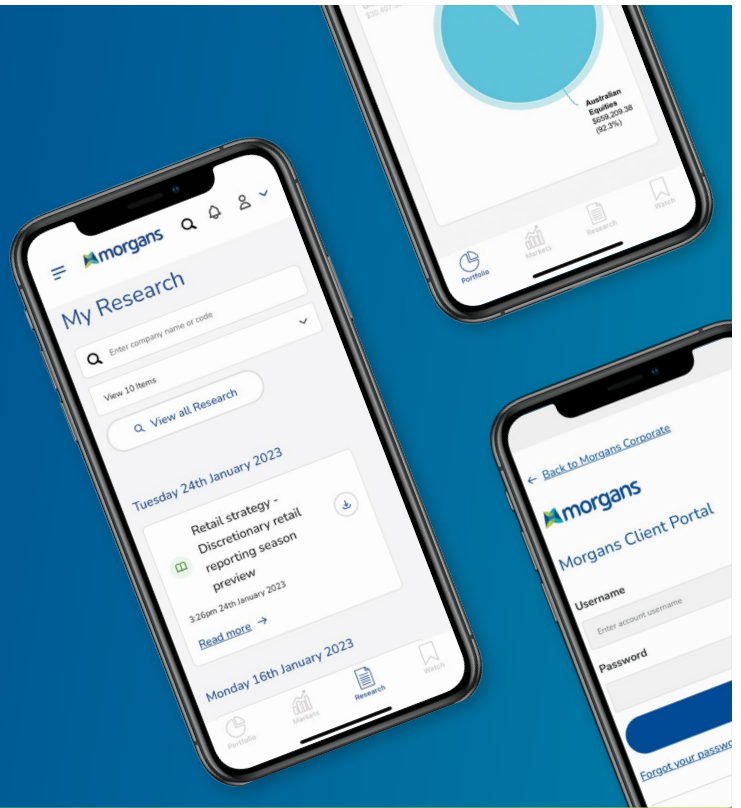 Australian
Equities
$659,209.38
(92.3%)
Portfolio
Markets
Research
Watch
morgans
My Research
Enter company name or code
View 10 Items
View all Research
Tuesday 24th January 2023
Retail strategy -
Discretionary retail
reporting season
preview
3:26pm 24th January 2023
Read more →
Monday 16th January 2023
Portfolio
Markets
Research
Watch
← Back to Morgans Corporate
morgans
Morgans Client Portal
Username
Enter account username
Password
Forgot your passwo